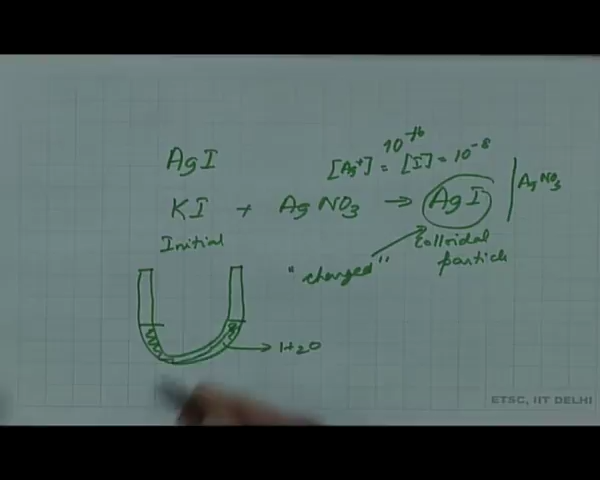 AgI
10⁻¹⁶
[Ag⁺] = [I] = 10⁻⁸
KI + AgNO₃ → AgI | AgNO₃
Initial
"charged"
Colloidal
particle
H₂O
ETSC, IIT DELHI